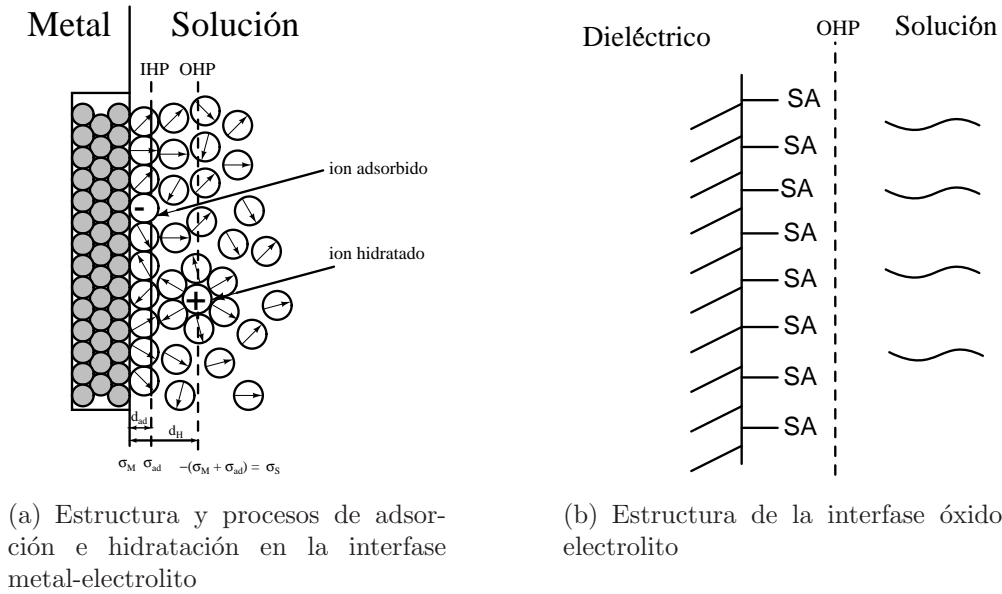 Metal Solución
IHP OHP
ion adsorbido
-
ion hidratado
+
d_ad
d_H
σ_M σ_ad −(σ_M + σ_ad) = σ_S
(a) Estructura y procesos de adsor-
ción e hidratación en la interfase
metal-electrolito
Dieléctrico OHP Solución
SA
SA
SA
SA
SA
SA
SA
SA
(b) Estructura de la interfase óxido
electrolito